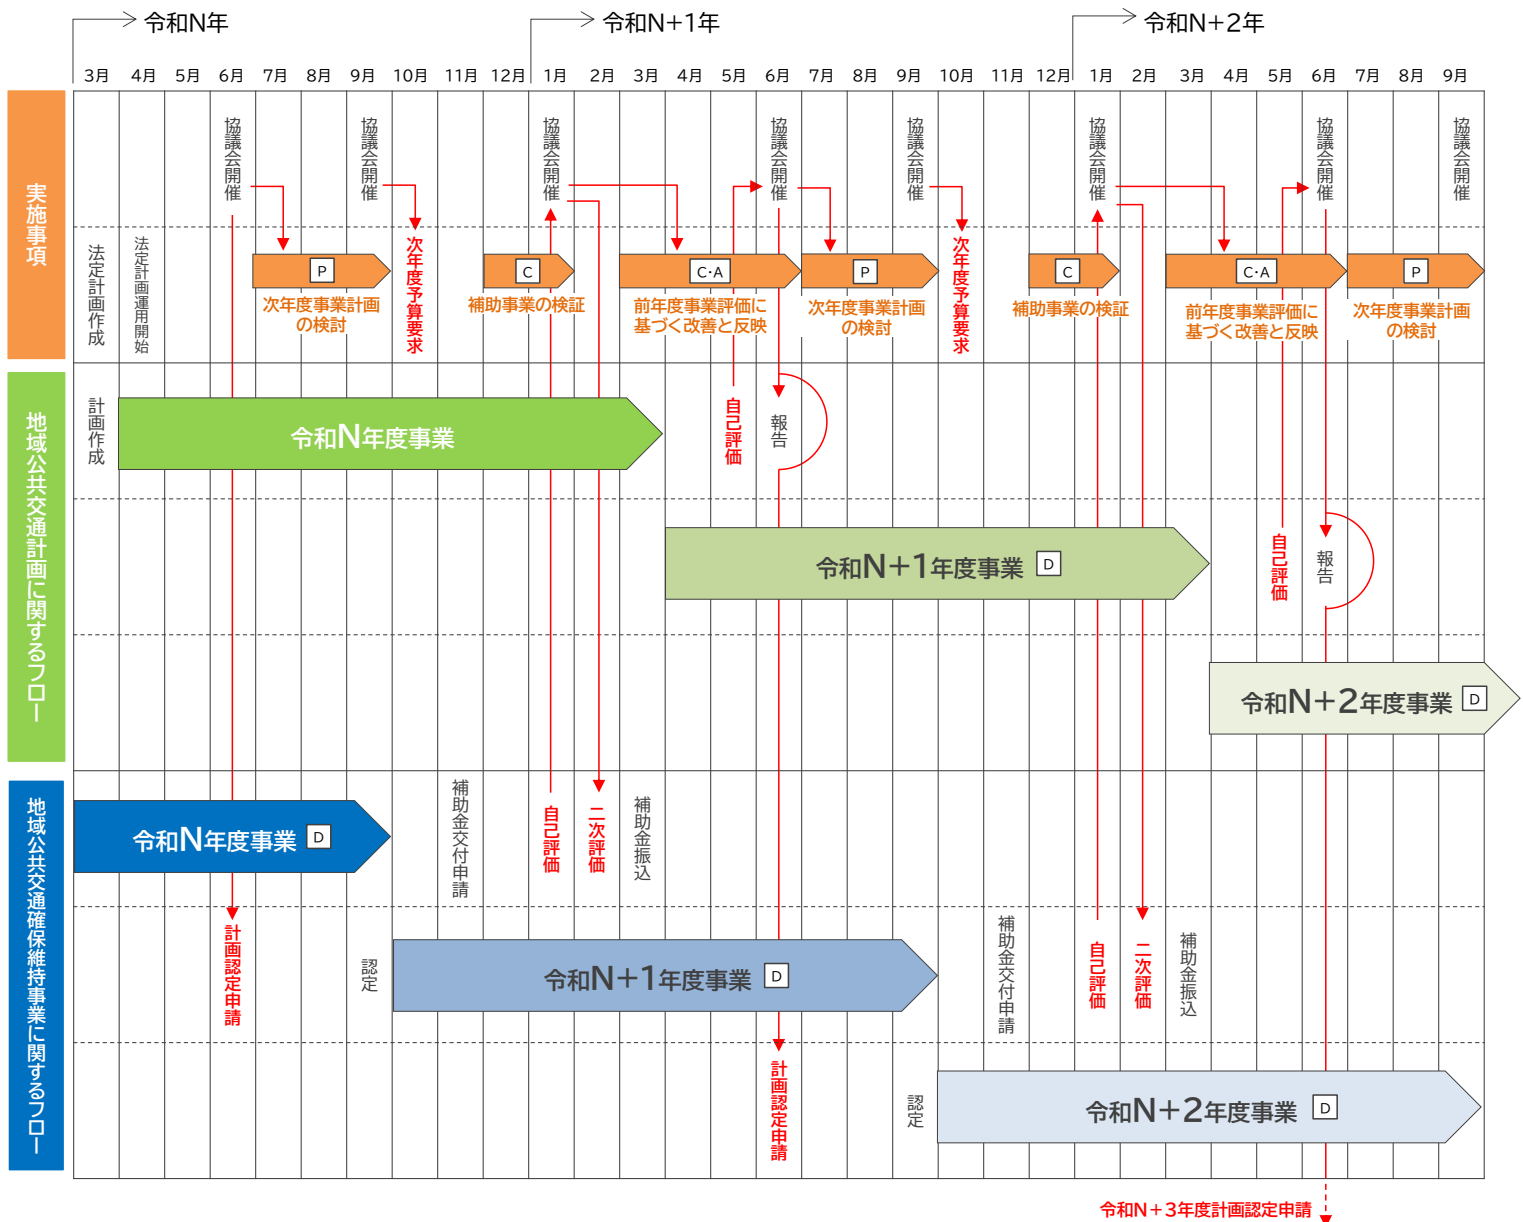 令和N年
令和N+1年
令和N+2年
3月 4月 5月 6月 7月 8月 9月 10月 11月 12月 1月 2月 3月 4月 5月 6月 7月 8月 9月 10月 11月 12月 1月 2月 3月 4月 5月 6月 7月 8月 9月
実施事項
協議会開催
協議会開催
協議会開催
協議会開催
協議会開催
協議会開催
協議会開催
協議会開催
法定計画作成
法定計画運用開始
P
次年度事業計画
の検討
次年度予算要求
C
補助事業の検証
C・A
前年度事業評価に
基づく改善と反映
P
次年度事業計画
の検討
次年度予算要求
C
補助事業の検証
C・A
前年度事業評価に
基づく改善と反映
P
次年度事業計画
の検討
地域公共交通計画に関するフロー
計画作成
令和N年度事業
自己評価
報告
令和N+1年度事業 D
自己評価
報告
令和N+2年度事業 D
地域公共交通確保維持事業に関するフロー
令和N年度事業 D
補助金交付申請
自己評価
二次評価
補助金振込
計画認定申請
認定
令和N+1年度事業 D
補助金交付申請
自己評価
二次評価
補助金振込
計画認定申請
認定
令和N+2年度事業 D
令和N+3年度計画認定申請